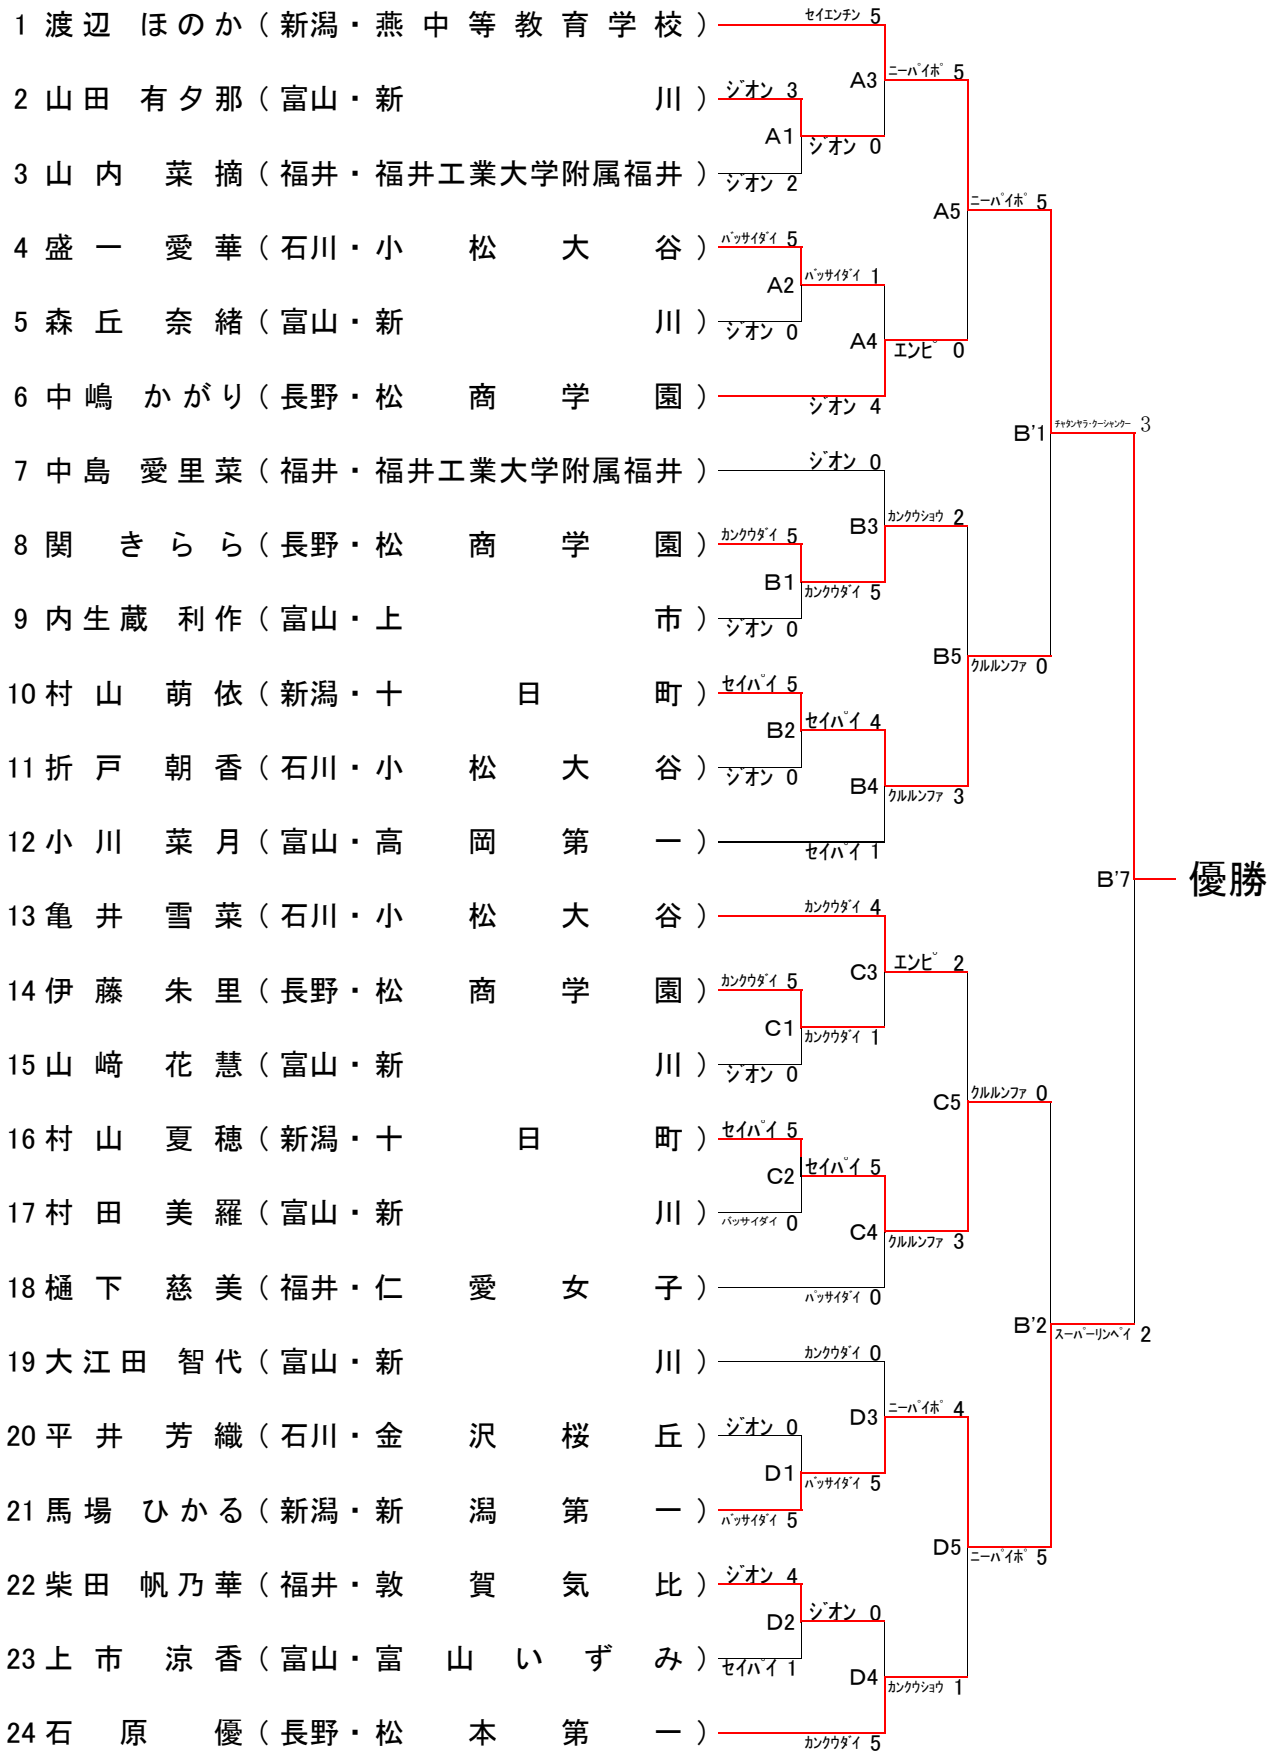 1 渡辺 ほのか（新潟・燕中等教育学校）
セイエンチン 5
A3
ニーパイポ 5
2 山田 有夕那（富山・新川）
ジオン 3
A1
ジオン 0
3 山内 菜摘（福井・福井工業大学附属福井）
ジオン 2
A5
ニーパイポ 5
4 盛一 愛華（石川・小松大谷）
バッサイダイ 5
A2
バッサイダイ 1
5 森丘 奈緒（富山・新川）
ジオン 0
A4
エンピ 0
6 中嶋 かがり（長野・松商学園）
ジオン 4
B'1
チャタンヤラ・クーシャンクー 3
7 中島 愛里菜（福井・福井工業大学附属福井）
ジオン 0
B3
カンクウショウ 2
8 関 きらら（長野・松商学園）
カンクウダイ 5
B1
カンクウダイ 5
9 内生蔵 利作（富山・上市）
ジオン 0
B5
クルルンファ 0
10 村山 萌依（新潟・十日町）
セイパイ 5
B2
セイパイ 4
11 折戸 朝香（石川・小松大谷）
ジオン 0
B4
クルルンファ 3
12 小川 菜月（富山・高岡第一）
セイパイ 1
B'7
優勝
13 亀井 雪菜（石川・小松大谷）
カンクウダイ 4
C3
エンピ 2
14 伊藤 朱里（長野・松商学園）
カンクウダイ 5
C1
カンクウダイ 1
15 山﨑 花慧（富山・新川）
ジオン 0
C5
クルルンファ 0
16 村山 夏穂（新潟・十日町）
セイパイ 5
C2
セイパイ 5
17 村田 美羅（富山・新川）
バッサイダイ 0
C4
クルルンファ 3
18 樋下 慈美（福井・仁愛女子）
バッサイダイ 0
B'2
スーパーリンペイ 2
19 大江田 智代（富山・新川）
カンクウダイ 0
D3
ニーパイポ 4
20 平井 芳織（石川・金沢桜丘）
ジオン 0
D1
バッサイダイ 5
21 馬場 ひかる（新潟・新潟第一）
バッサイダイ 5
D5
ニーパイポ 5
22 柴田 帆乃華（福井・敦賀気比）
ジオン 4
D2
ジオン 0
23 上市 涼香（富山・富山いずみ）
セイパイ 1
D4
カンクウショウ 1
24 石原 優（長野・松本第一）
カンクウダイ 5